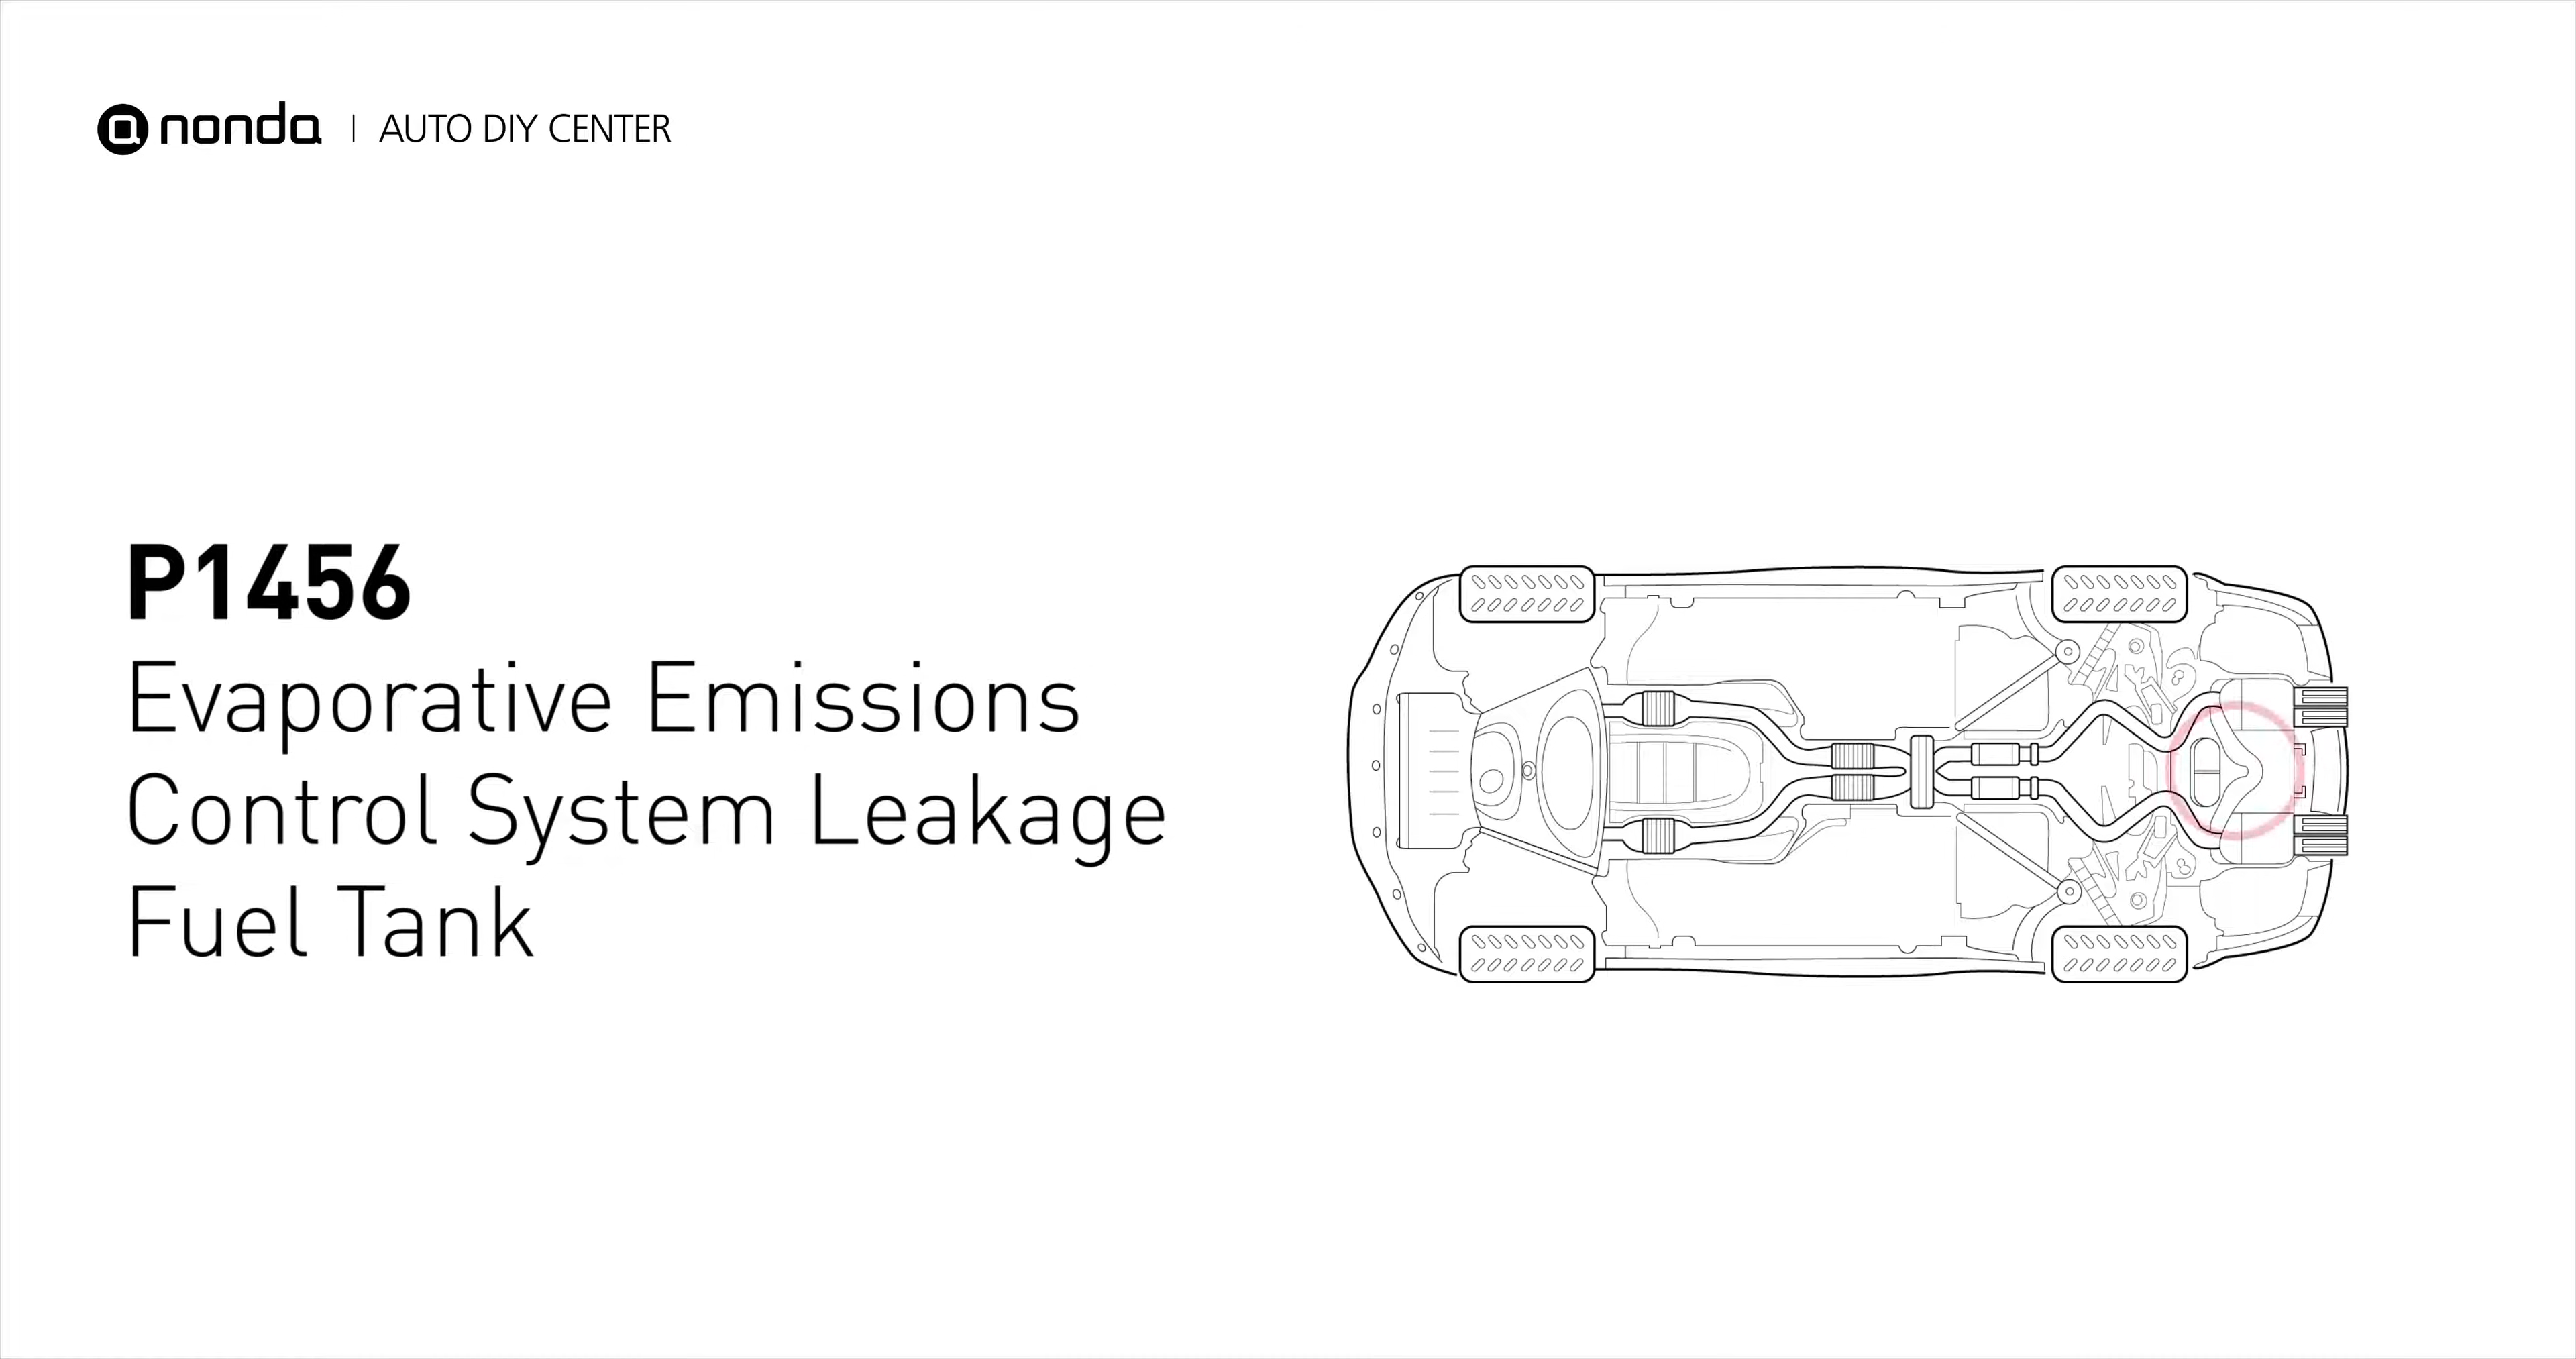 nonda | AUTO DIY CENTER
P1456
Evaporative Emissions
Control System Leakage
Fuel Tank